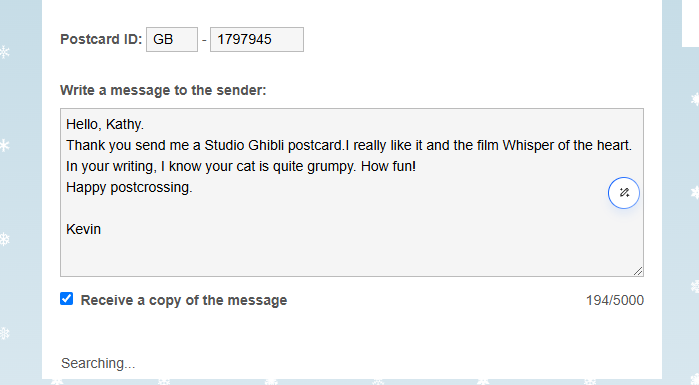 Postcard ID: GB - 1797945
Write a message to the sender:
Hello, Kathy.
Thank you send me a Studio Ghibli postcard.I really like it and the film Whisper of the heart.
In your writing, I know your cat is quite grumpy. How fun!
Happy postcrossing.
Kevin
Receive a copy of the message 194/5000
Searching...